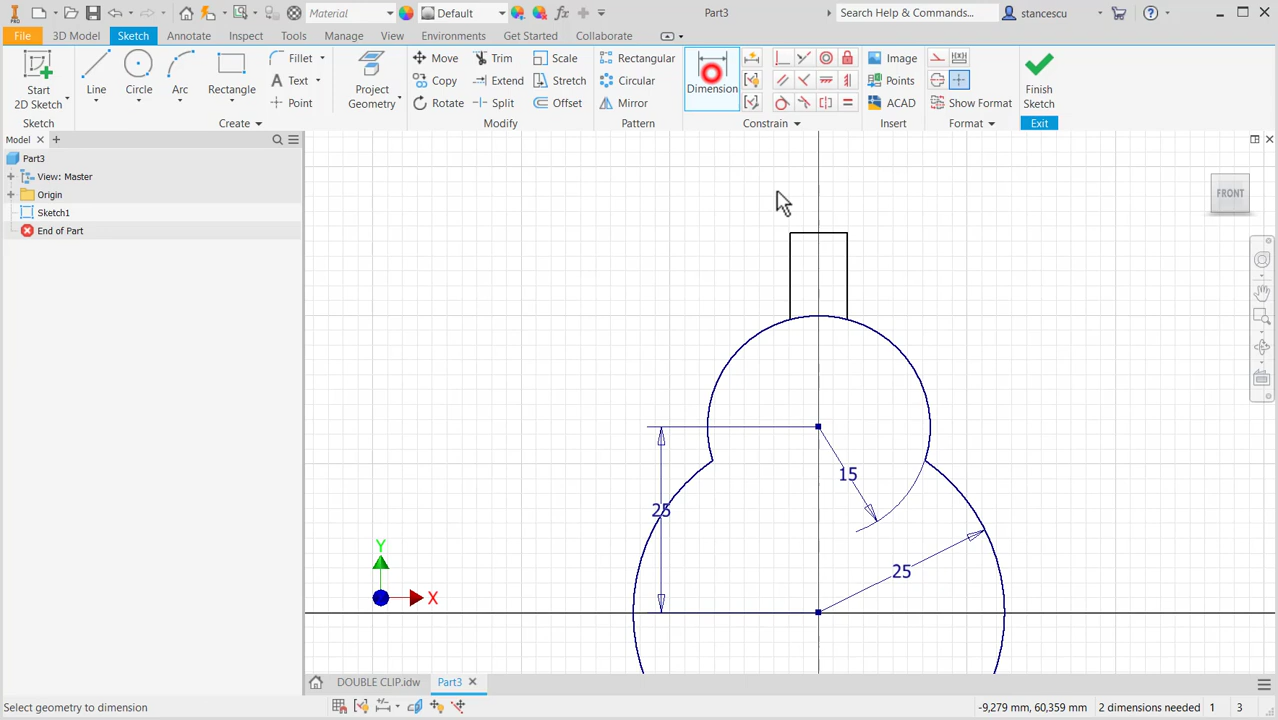 Material
Default
Part3
Search Help & Commands...
stancescu
File
3D Model
Sketch
Annotate
Inspect
Tools
Manage
View
Environments
Get Started
Collaborate
Start
2D Sketch
Line
Circle
Arc
Rectangle
Fillet
Text
Point
Project
Geometry
Move
Copy
Rotate
Trim
Extend
Split
Scale
Stretch
Offset
Rectangular
Circular
Mirror
Dimension
Image
Points
ACAD
Show Format
Finish
Sketch
Sketch
Create
Modify
Pattern
Constrain
Insert
Format
Exit
Model
Part3
View: Master
Origin
Sketch1
End of Part
FRONT
15
25
25
Y
X
DOUBLE CLIP.idw
Part3
Select geometry to dimension
-9,279 mm, 60,359 mm
2 dimensions needed
1
3